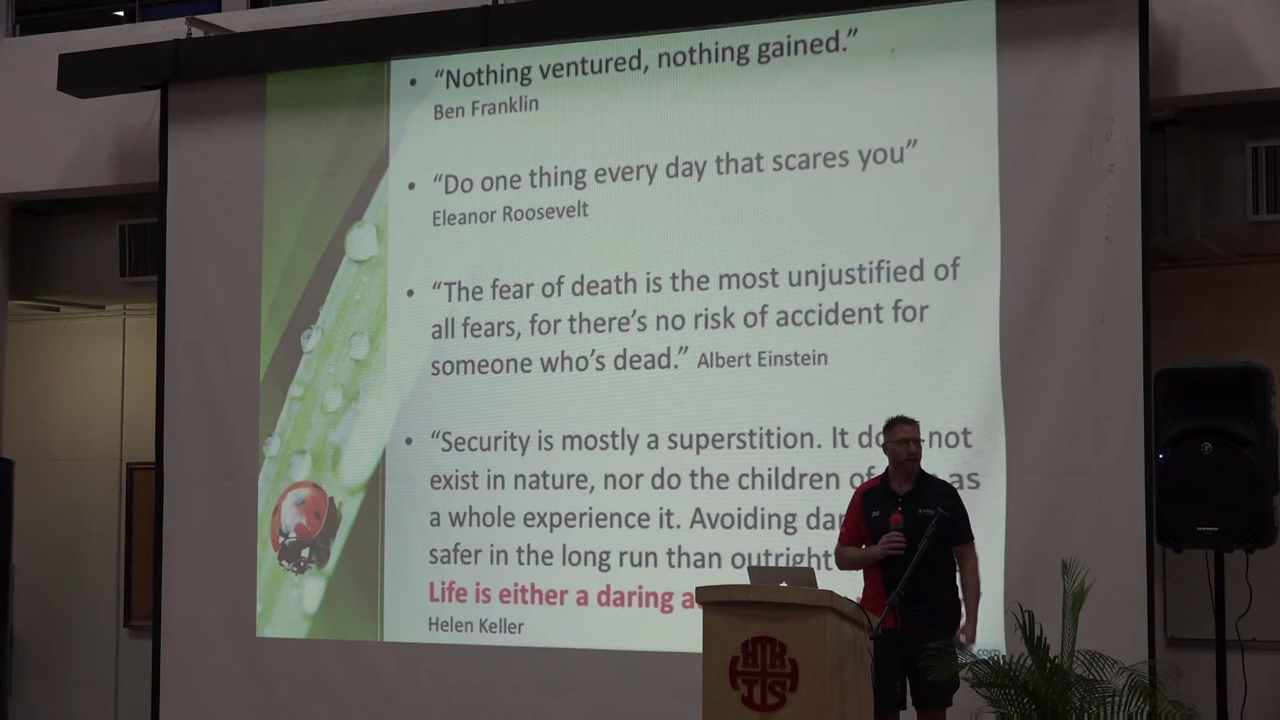 • “Nothing ventured, nothing gained.”
Ben Franklin
• “Do one thing every day that scares you”
Eleanor Roosevelt
• “The fear of death is the most unjustified of
all fears, for there’s no risk of accident for
someone who’s dead.” Albert Einstein
• “Security is mostly a superstition. It not
exist in nature, nor do the children of as
a whole experience it. Avoiding
safer in the long run than outright
Life is either a daring
Helen Keller
.com
HKIS